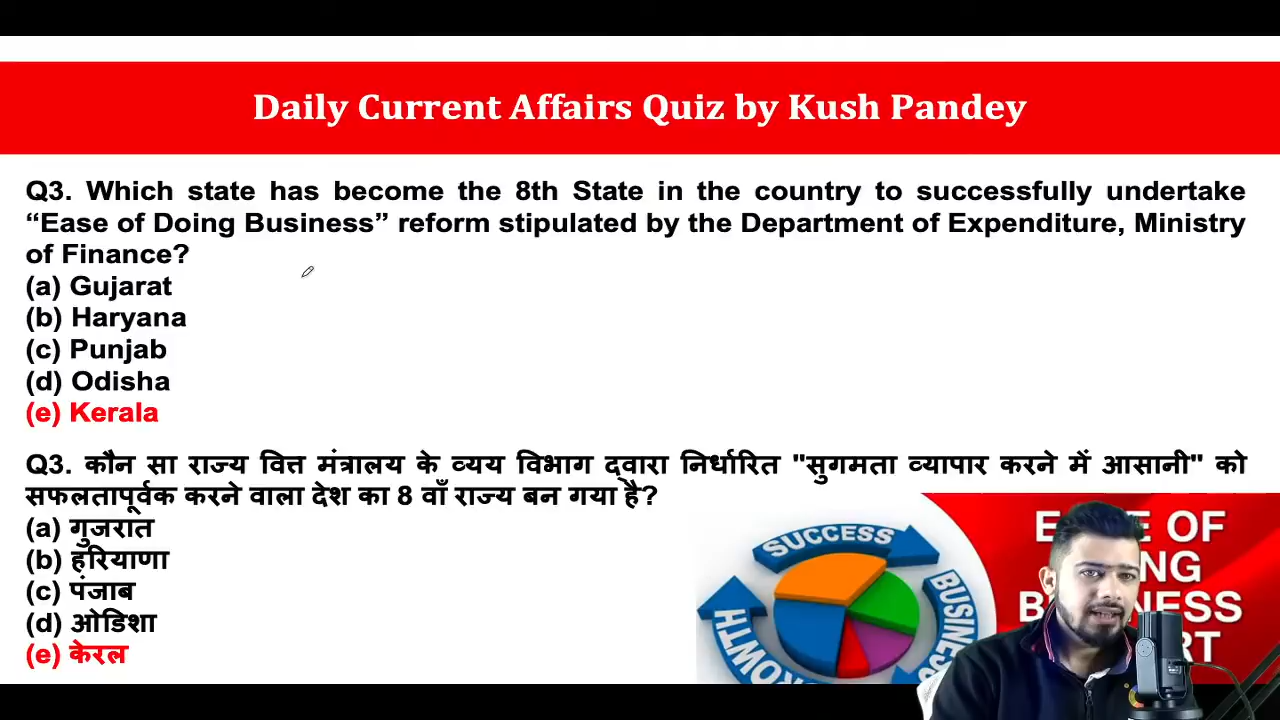 Daily Current Affairs Quiz by Kush Pandey
Q3. Which state has become the 8th State in the country to successfully undertake
“Ease of Doing Business” reform stipulated by the Department of Expenditure, Ministry
of Finance?
(a) Gujarat
(b) Haryana
(c) Punjab
(d) Odisha
(e) Kerala
Q3. कौन सा राज्य वित्त मंत्रालय के व्यय विभाग द्वारा निर्धारित "सुगमता व्यापार करने में आसानी" को
सफलतापूर्वक करने वाला देश का 8 वाँ राज्य बन गया है?
(a) गुजरात
(b) हरियाणा
(c) पंजाब
(d) ओडिशा
(e) केरल
SUCCESS
BUSINESS
GROWTH
OF